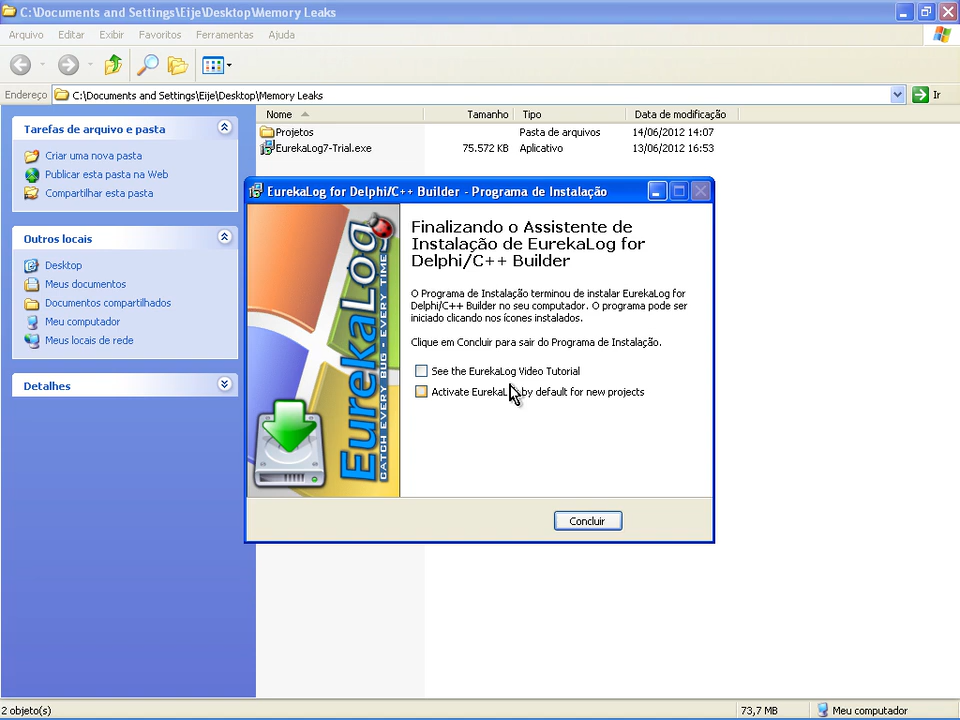 C:\Documents and Settings\Eije\Desktop\Memory Leaks
Arquivo Editar Exibir Favoritos Ferramentas Ajuda
Endereço C:\Documents and Settings\Eije\Desktop\Memory Leaks Ir
Nome Tamanho Tipo Data de modificação
Projetos Pasta de arquivos 14/06/2012 14:07
EurekaLog7-Trial.exe 75.572 KB Aplicativo 13/06/2012 16:53
Tarefas de arquivo e pasta
Criar uma nova pasta
Publicar esta pasta na Web
Compartilhar esta pasta
Outros locais
Desktop
Meus documentos
Documentos compartilhados
Meu computador
Meus locais de rede
Detalhes
EurekaLog for Delphi/C++ Builder - Programa de Instalação
EurekaLog
CATCH EVERY BUG - EVERY TIME!
Finalizando o Assistente de
Instalação de EurekaLog for
Delphi/C++ Builder
O Programa de Instalação terminou de instalar EurekaLog for
Delphi/C++ Builder no seu computador. O programa pode ser
iniciado clicando nos ícones instalados.
Clique em Concluir para sair do Programa de Instalação.
See the EurekaLog Video Tutorial
Activate EurekaLog by default for new projects
Concluir
2 objeto(s) 73,7 MB Meu computador